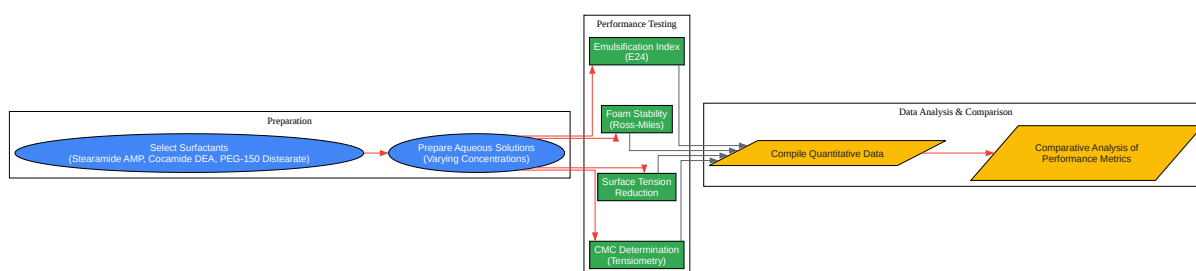 Preparation
Select Surfactants
(Stearamide AMP, Cocamide DEA, PEG-150 Distearate)
Prepare Aqueous Solutions
(Varying Concentrations)
Performance Testing
Emulsification Index
(E24)
Foam Stability
(Ross-Miles)
Surface Tension
Reduction
CMC Determination
(Tensiometry)
Data Analysis & Comparison
Compile Quantitative Data
Comparative Analysis of
Performance Metrics